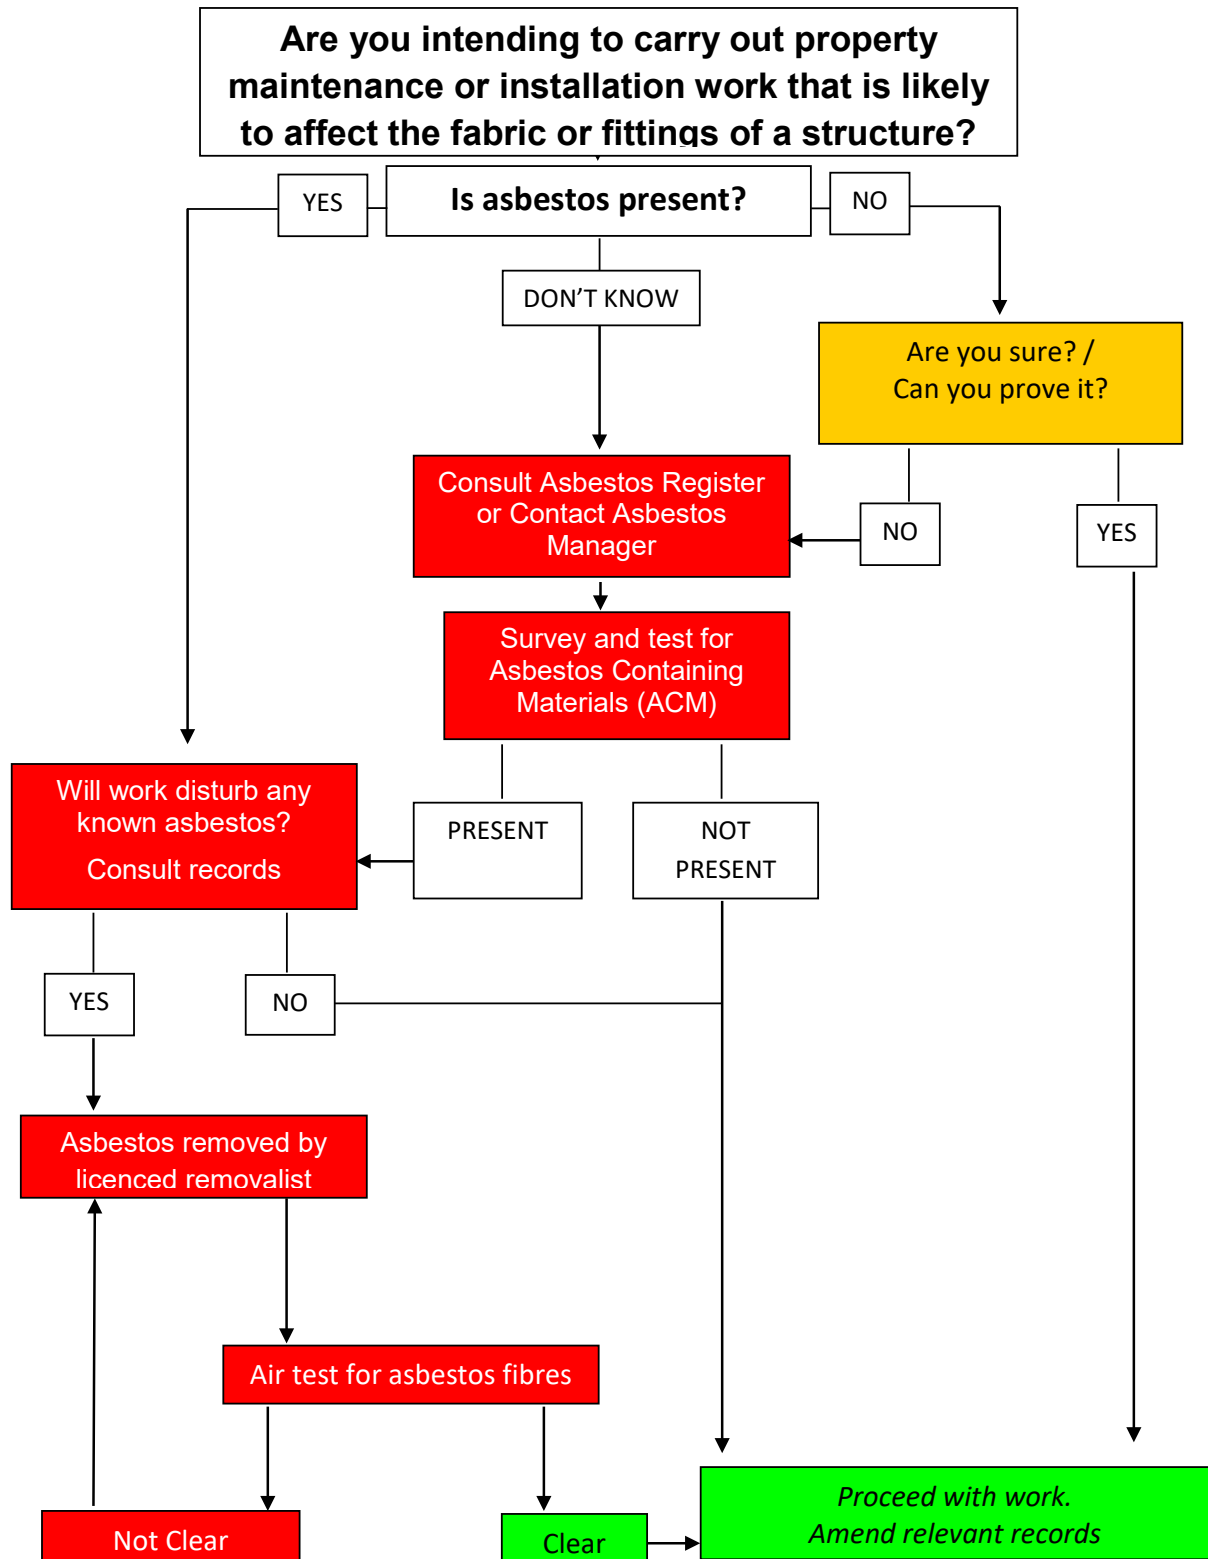 Are you intending to carry out property
maintenance or installation work that is likely
to affect the fabric or fittings of a structure?
YES
Is asbestos present?
NO
DON'T KNOW
Are you sure? /
Can you prove it?
Consult Asbestos Register
or Contact Asbestos
Manager
NO
YES
Survey and test for
Asbestos Containing
Materials (ACM)
Will work disturb any
known asbestos?
Consult records
PRESENT
NOT
PRESENT
YES
NO
Asbestos removed by
licenced removalist
Air test for asbestos fibres
Not Clear
Clear
Proceed with work.
Amend relevant records